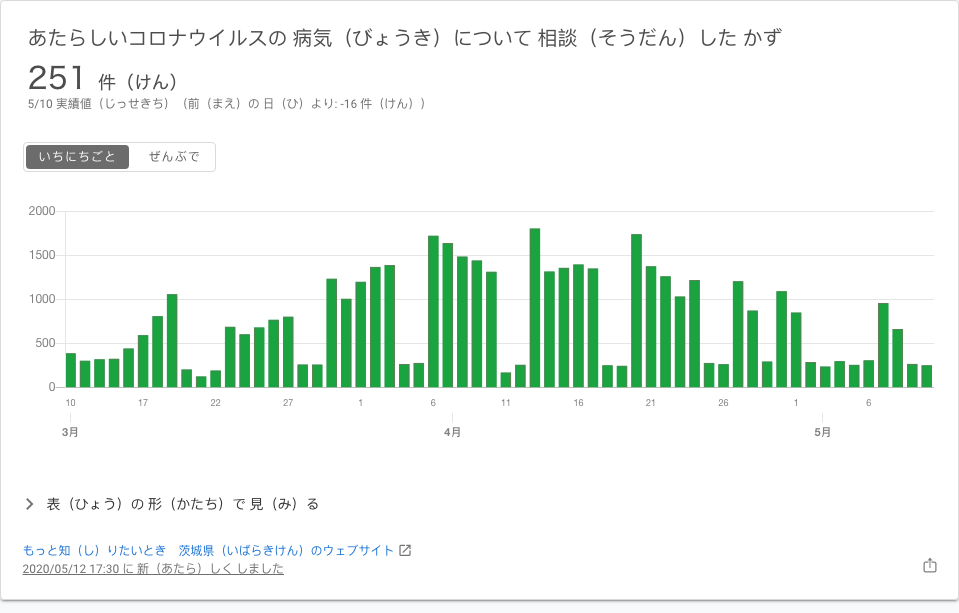 あたらしいコロナウイルスの 病気（びょうき）について 相談（そうだん）した かず
251 件（けん）
5/10 実績値（じっせきち）（前（まえ）の 日（ひ）より: -16 件（けん））
いちにちごと ぜんぶで
2000
1500
1000
500
0
10 17 22 27 1 6 11 16 21 26 1 6
3月 4月 5月
表（ひょう）の 形（かたち）で 見（み）る
もっと知（し）りたいとき　茨城県（いばらきけん）のウェブサイト
2020/05/12 17:30 に 新（あたら）しく しました